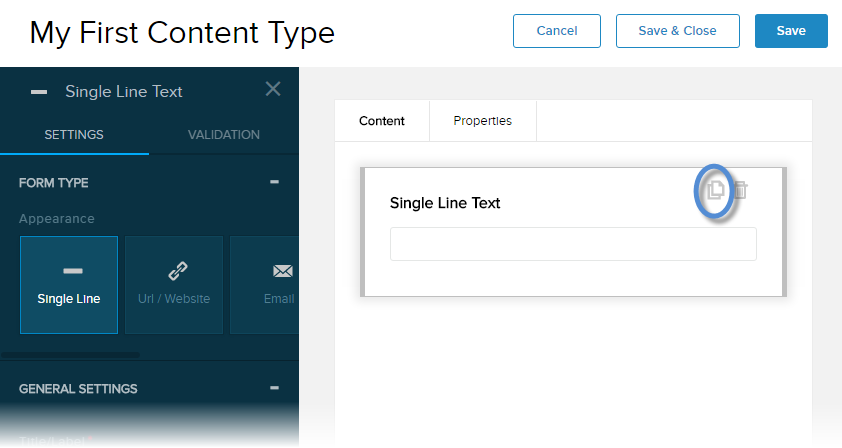 My First Content Type
Cancel
Save & Close
Save
Single Line Text
SETTINGS
VALIDATION
FORM TYPE
Appearance
Single Line
Url / Website
Email
GENERAL SETTINGS
Content
Properties
Single Line Text